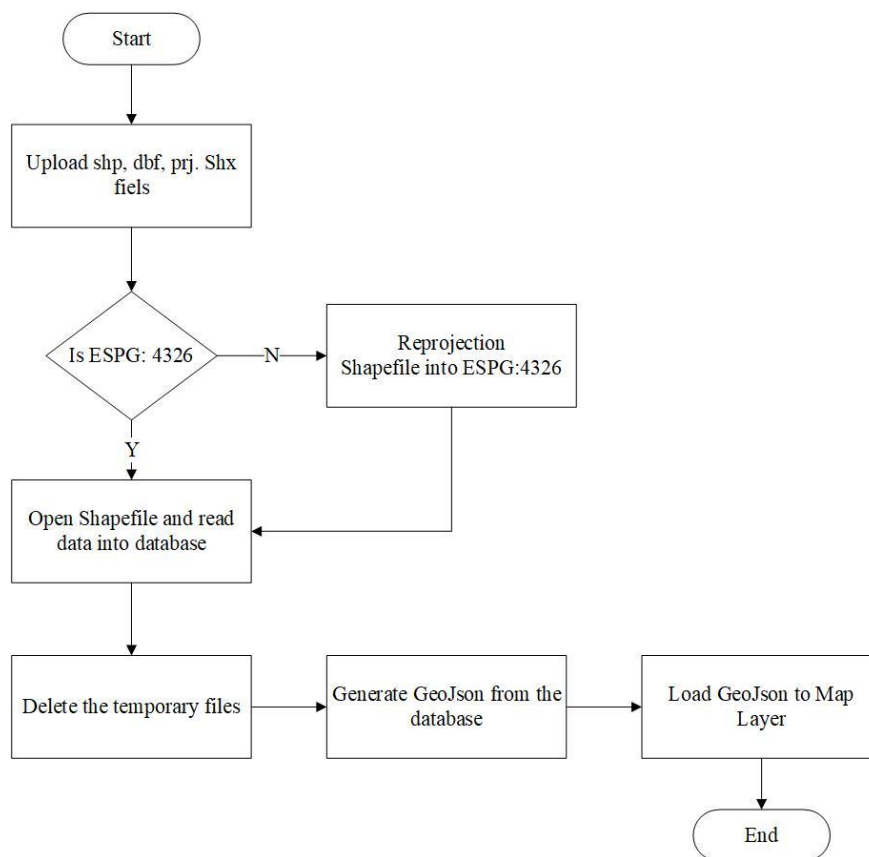 Start
Upload shp, dbf, prj. Shx
fiels
Is ESPG: 4326
N
Reprojection
Shapefile into ESPG:4326
Y
Open Shapefile and read
data into database
Delete the temporary files
Generate GeoJson from the
database
Load GeoJson to Map
Layer
End